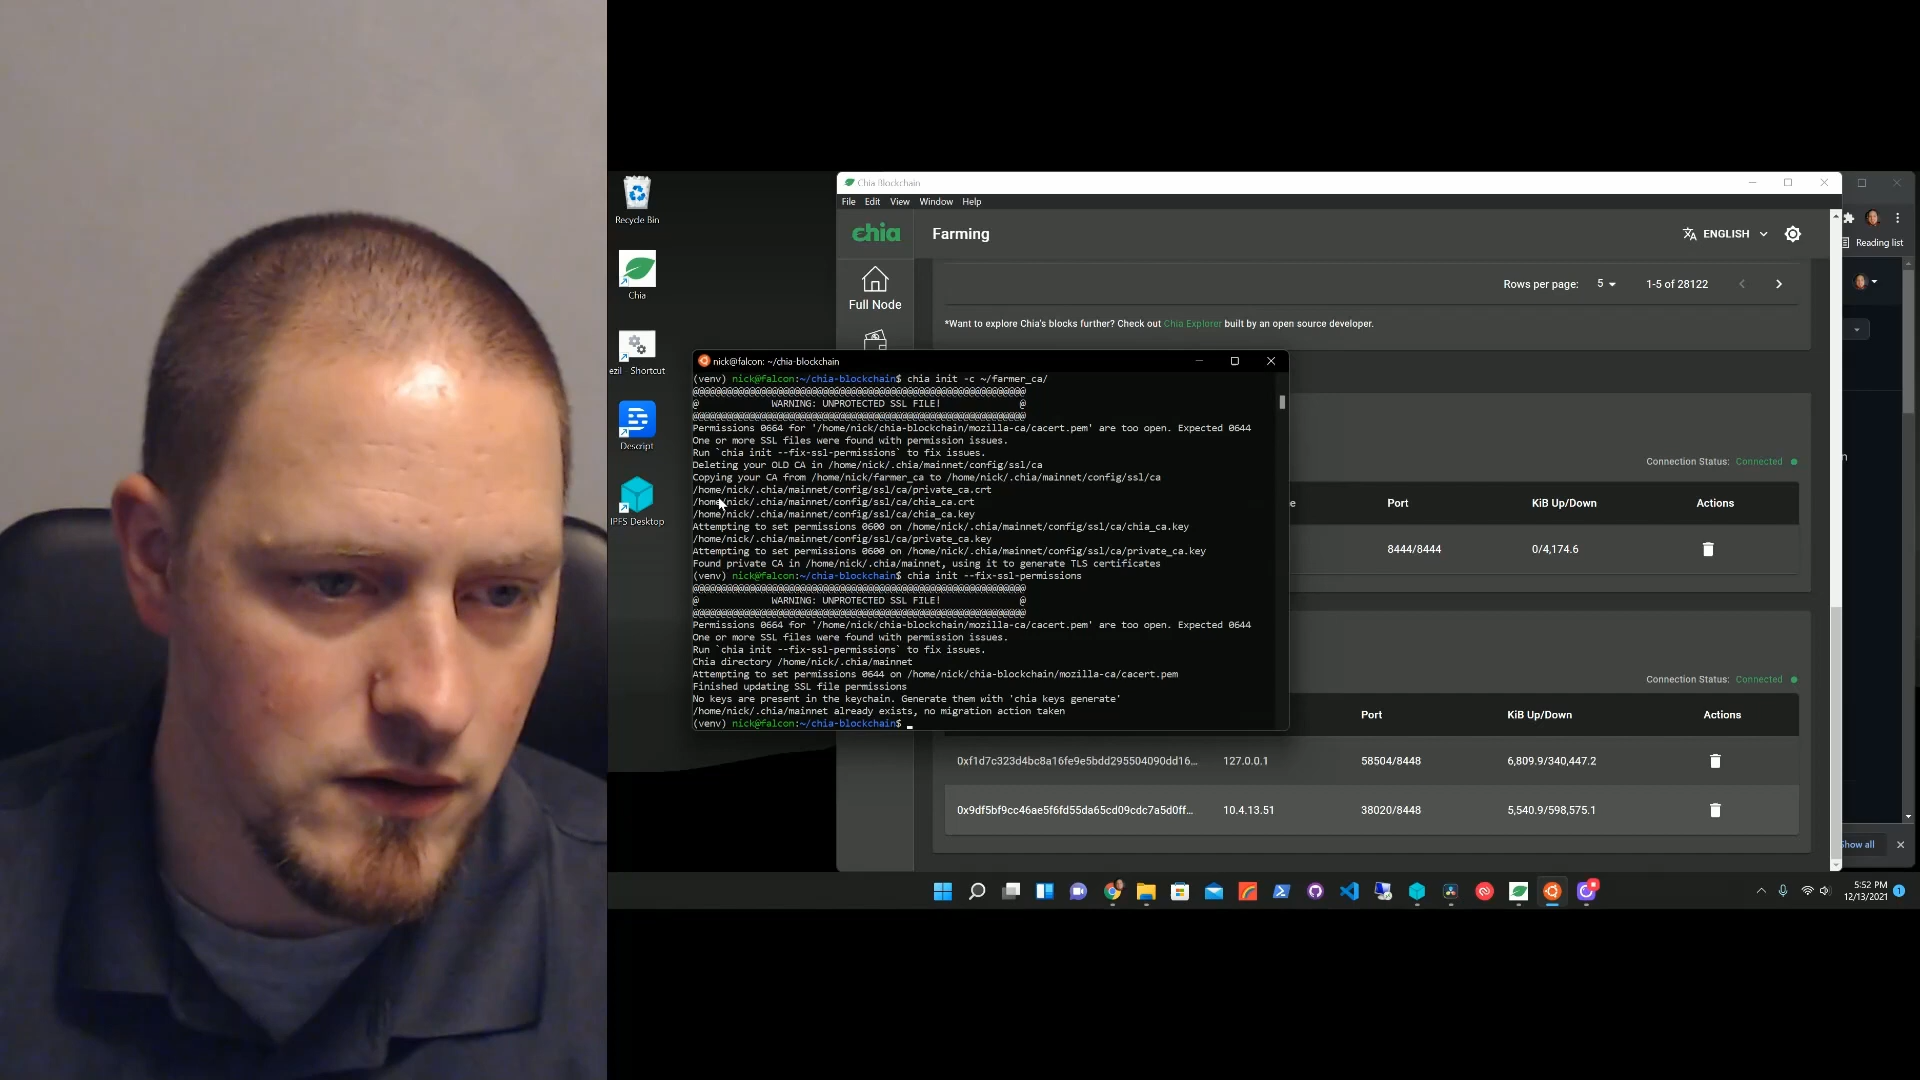 Recycle Bin
Chia
ezil - Shortcut
Descript
IPFS Desktop
Chia Blockchain
File Edit View Window Help
chia
Farming
ENGLISH
Reading list
Full Node
Rows per page: 5
1-5 of 28122
*Want to explore Chia's blocks further? Check out Chia Explorer built by an open source developer.
nick@falcon: ~/chia-blockchain
(venv) nick@falcon:~/chia-blockchain$ chia init -c ~/farmer_ca/
@@@@@@@@@@@@@@@@@@@@@@@@@@@@@@@@@@@@@@@@@@@@@@@@@@@@@@@@@@@
@ WARNING: UNPROTECTED SSL FILE! @
@@@@@@@@@@@@@@@@@@@@@@@@@@@@@@@@@@@@@@@@@@@@@@@@@@@@@@@@@@@
Permissions 0664 for '/home/nick/chia-blockchain/mozilla-ca/cacert.pem' are too open. Expected 0644
One or more SSL files were found with permission issues.
Run `chia init --fix-ssl-permissions` to fix issues.
Deleting your OLD CA in /home/nick/.chia/mainnet/config/ssl/ca
Copying your CA from /home/nick/farmer_ca to /home/nick/.chia/mainnet/config/ssl/ca
/home/nick/.chia/mainnet/config/ssl/ca/private_ca.crt
/home/nick/.chia/mainnet/config/ssl/ca/chia_ca.crt
/home/nick/.chia/mainnet/config/ssl/ca/chia_ca.key
Attempting to set permissions 0600 on /home/nick/.chia/mainnet/config/ssl/ca/chia_ca.key
/home/nick/.chia/mainnet/config/ssl/ca/private_ca.key
Attempting to set permissions 0600 on /home/nick/.chia/mainnet/config/ssl/ca/private_ca.key
Found private CA in /home/nick/.chia/mainnet, using it to generate TLS certificates
(venv) nick@falcon:~/chia-blockchain$ chia init --fix-ssl-permissions
@@@@@@@@@@@@@@@@@@@@@@@@@@@@@@@@@@@@@@@@@@@@@@@@@@@@@@@@@@@
@ WARNING: UNPROTECTED SSL FILE! @
@@@@@@@@@@@@@@@@@@@@@@@@@@@@@@@@@@@@@@@@@@@@@@@@@@@@@@@@@@@
Permissions 0664 for '/home/nick/chia-blockchain/mozilla-ca/cacert.pem' are too open. Expected 0644
One or more SSL files were found with permission issues.
Run `chia init --fix-ssl-permissions` to fix issues.
Chia directory /home/nick/.chia/mainnet
Attempting to set permissions 0644 on /home/nick/chia-blockchain/mozilla-ca/cacert.pem
Finished updating SSL file permissions
No keys are present in the keychain. Generate them with 'chia keys generate'
/home/nick/.chia/mainnet already exists, no migration action taken
(venv) nick@falcon:~/chia-blockchain$
Connection Status: Connected
e Port KiB Up/Down Actions
8444/8444 0/4,174.6
Connection Status: Connected
Port KiB Up/Down Actions
0xf1d7c323d4bc8a16fe9e5bdd295504090dd16... 127.0.0.1 58504/8448 6,809.9/340,447.2
0x9df5bf9cc46ae5f6fd55da65cd09cdc7a5d0ff... 10.4.13.51 38020/8448 5,540.9/598,575.1
Show all
5:52 PM
12/13/2021
1